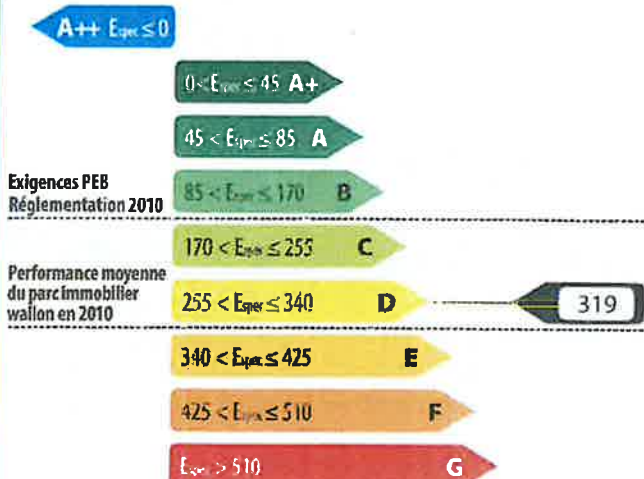 A++ Espec ≤ 0
0 < Espec ≤ 45 A+
45 < Espec ≤ 85 A
Exigences PEB
Réglementation 2010
85 < Espec ≤ 170 B
170 < Espec ≤ 255 C
Performance moyenne
du parc immobilier
wallon en 2010
255 < Espec ≤ 340 D
319
340 < Espec ≤ 425 E
425 < Espec ≤ 510 F
Espec > 510 G